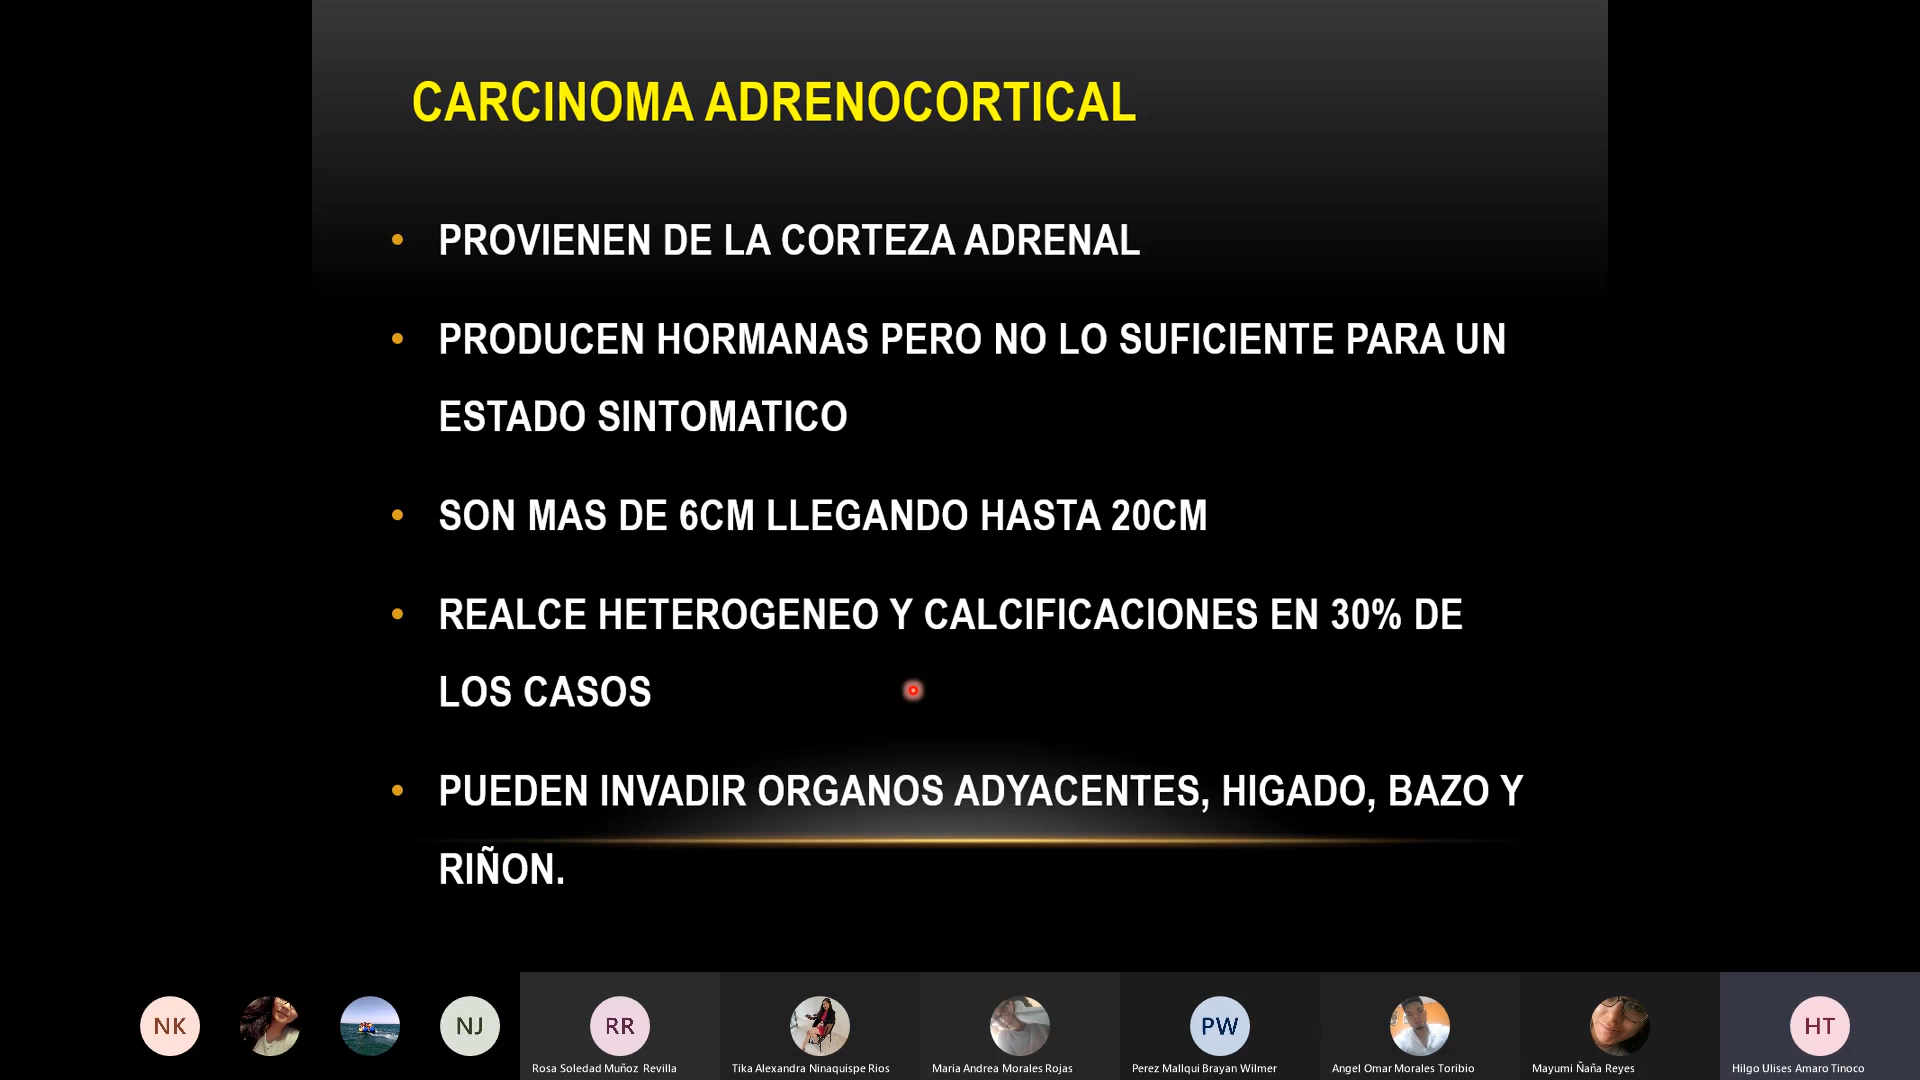 CARCINOMA ADRENOCORTICAL
• PROVIENEN DE LA CORTEZA ADRENAL
• PRODUCEN HORMANAS PERO NO LO SUFICIENTE PARA UN
ESTADO SINTOMATICO
• SON MAS DE 6CM LLEGANDO HASTA 20CM
• REALCE HETEROGENEO Y CALCIFICACIONES EN 30% DE
LOS CASOS
• PUEDEN INVADIR ORGANOS ADYACENTES, HIGADO, BAZO Y
RIÑON.
NK
NJ
RR
PW
HT
Rosa Soledad Muñoz Revilla
Tika Alexandra Ninaquispe Rios
Maria Andrea Morales Rojas
Perez Mallqui Brayan Wilmer
Angel Omar Morales Toribio
Mayumi Ñaña Reyes
Hilgo Ulises Amaro Tinoco